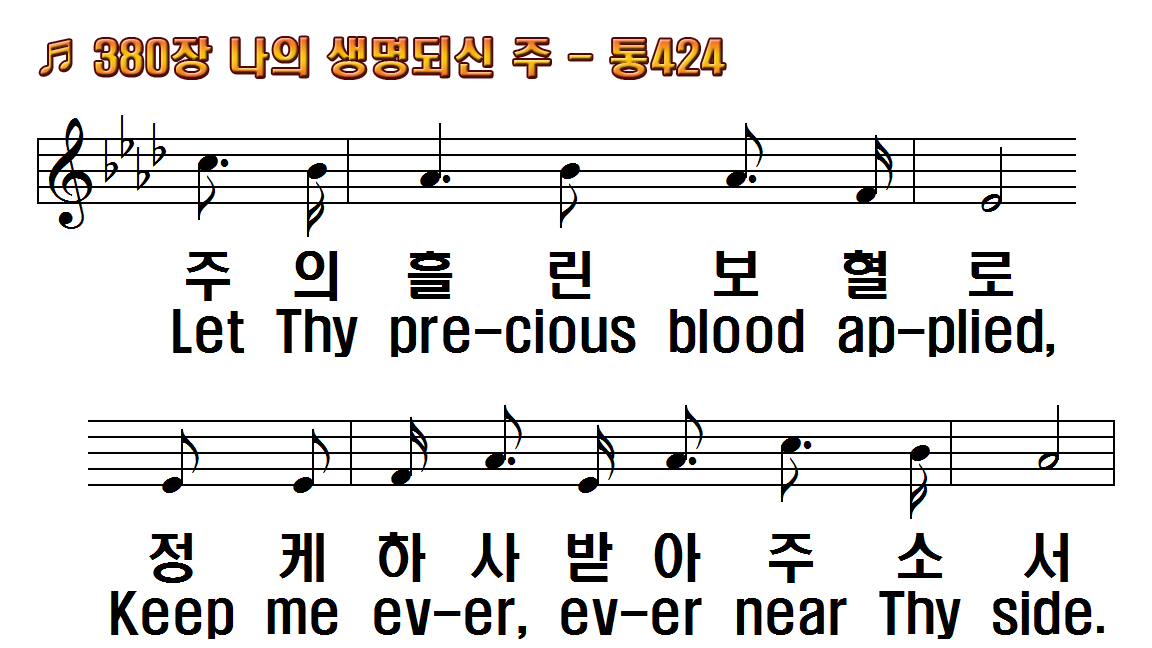 ♬ 380장 나의 생명되신 주 - 통424
주 의 흘 린 보 혈 로
Let Thy pre-cious blood ap-plied,
정 케 하 사 받 아 주 소 서
Keep me ev-er, ev-er near Thy side.